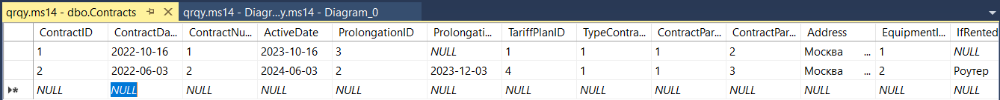 qrqy.ms14 - dbo.Contracts qrqy.ms14 - Diagr...y.ms14 - Diagram_0
ContractID ContractDa... ContractNu... ActiveDate ProlongationID Prolongati... TariffPlanID TypeContra... ContractPar... ContractPar... Address EquipmentI... IfRented
1 2022-10-16 1 2023-10-16 3 NULL 1 1 1 2 Москва ... 1 NULL
2 2022-06-03 2 2024-06-03 2 2023-12-03 4 1 1 3 Москва ... 2 Роутер
NULL NULL NULL NULL NULL NULL NULL NULL NULL NULL NULL NULL NULL